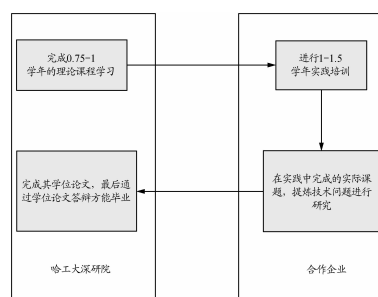 完成0.75-1
学年的理论课程学习
进行1-1.5
学年实践培训
在实践中完成的实际课
题，提炼技术问题进行
研究
完成其学位论文，最后通
过学位论文答辩方能毕业
哈工大深研院
合作企业